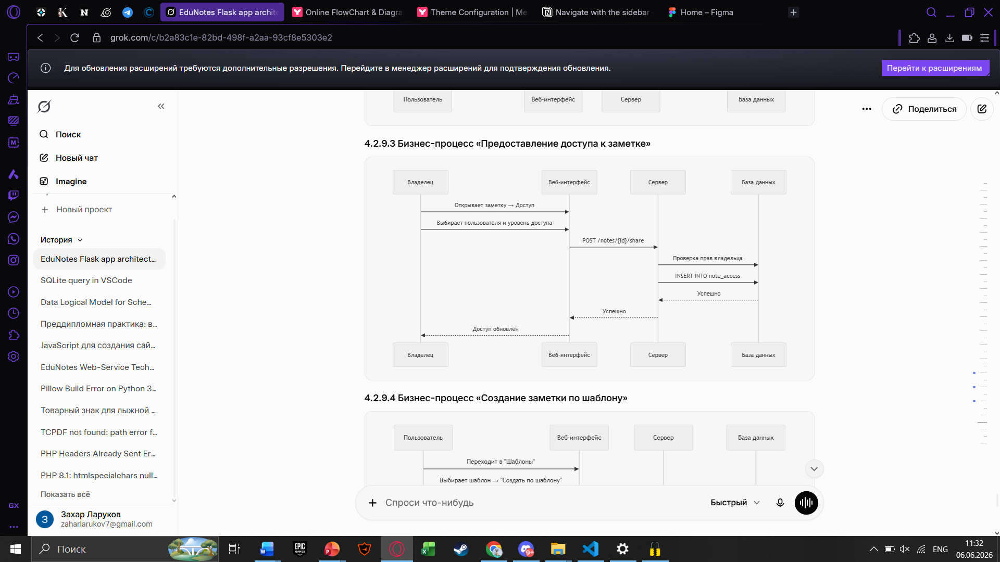 EduNotes Flask app archite
Online FlowChart & Diagra
Theme Configuration | Me
Navigate with the sidebar
Home – Figma
grok.com/c/b2a83c1e-82bd-498f-a2aa-93cf8e5303e2
Для обновления расширений требуются дополнительные разрешения. Перейдите в менеджер расширений для подтверждения обновления.
Перейти к расширениям
Поиск
Новый чат
Imagine
Новый проект
История
EduNotes Flask app architect...
SQLite query in VSCode
Data Logical Model for Sche...
Преддипломная практика: в...
JavaScript для создания сай...
EduNotes Web-Service Tech...
Pillow Build Error on Python 3...
Товарный знак для лыжной ...
TCPDF not found: path error f...
PHP Headers Already Sent Er...
PHP 8.1: htmlspecialchars null...
Показать всё
З
Захар Ларуков
zaharlarukov7@gmail.com
GX
Поделиться
Пользователь
Веб-интерфейс
Сервер
База данных
4.2.9.3 Бизнес-процесс «Предоставление доступа к заметке»
Владелец
Веб-интерфейс
Сервер
База данных
Открывает заметку → Доступ
Выбирает пользователя и уровень доступа
POST /notes/{id}/share
Проверка прав владельца
INSERT INTO note_access
Успешно
Успешно
Доступ обновлён
Владелец
Веб-интерфейс
Сервер
База данных
4.2.9.4 Бизнес-процесс «Создание заметки по шаблону»
Пользователь
Веб-интерфейс
Сервер
База данных
Переходит в "Шаблоны"
Выбирает шаблон → "Создать по шаблону"
Спроси что-нибудь
Быстрый
Поиск
EPIC
GAMES
9+
ENG
11:32
06.06.2026